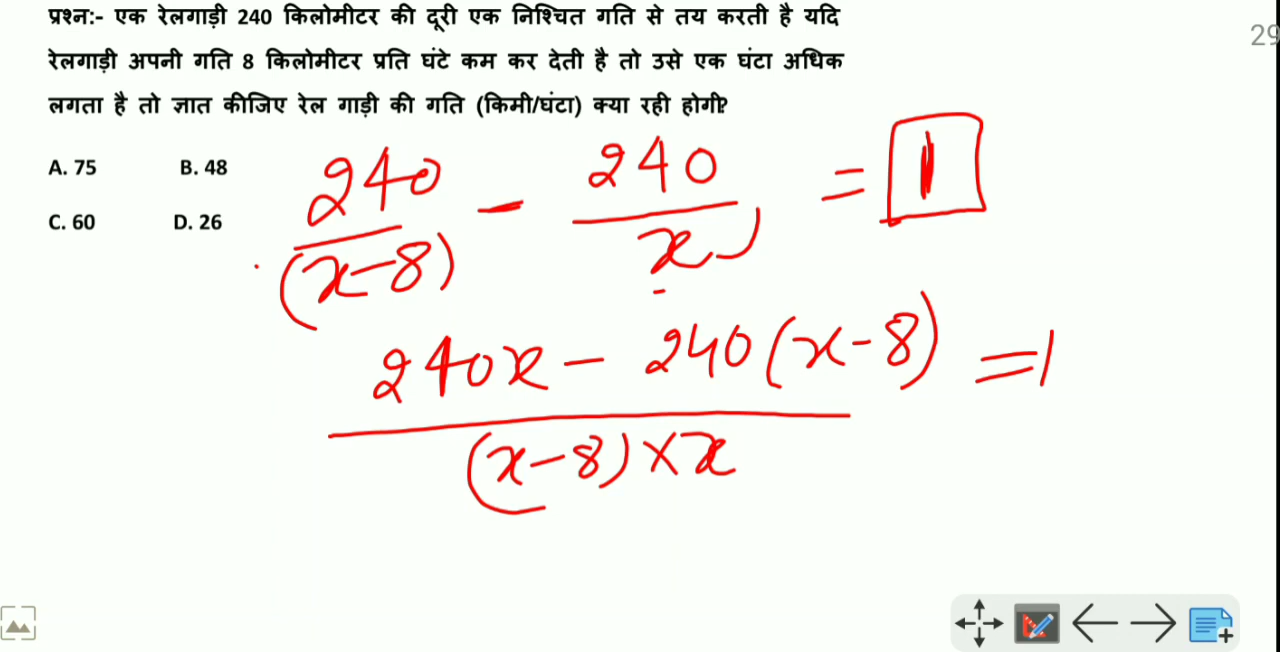 प्रश्न:- एक रेलगाड़ी 240 किलोमीटर की दूरी एक निश्चित गति से तय करती है यदि
रेलगाड़ी अपनी गति 8 किलोमीटर प्रति घंटे कम कर देती है तो उसे एक घंटा अधिक
लगता है तो ज्ञात कीजिए रेल गाड़ी की गति (किमी/घंटा) क्या रही होगी?
29
A. 75 B. 48
C. 60 D. 26
240 - 240 = 1
(x-8) x
240x - 240(x-8) = 1
(x-8)×x